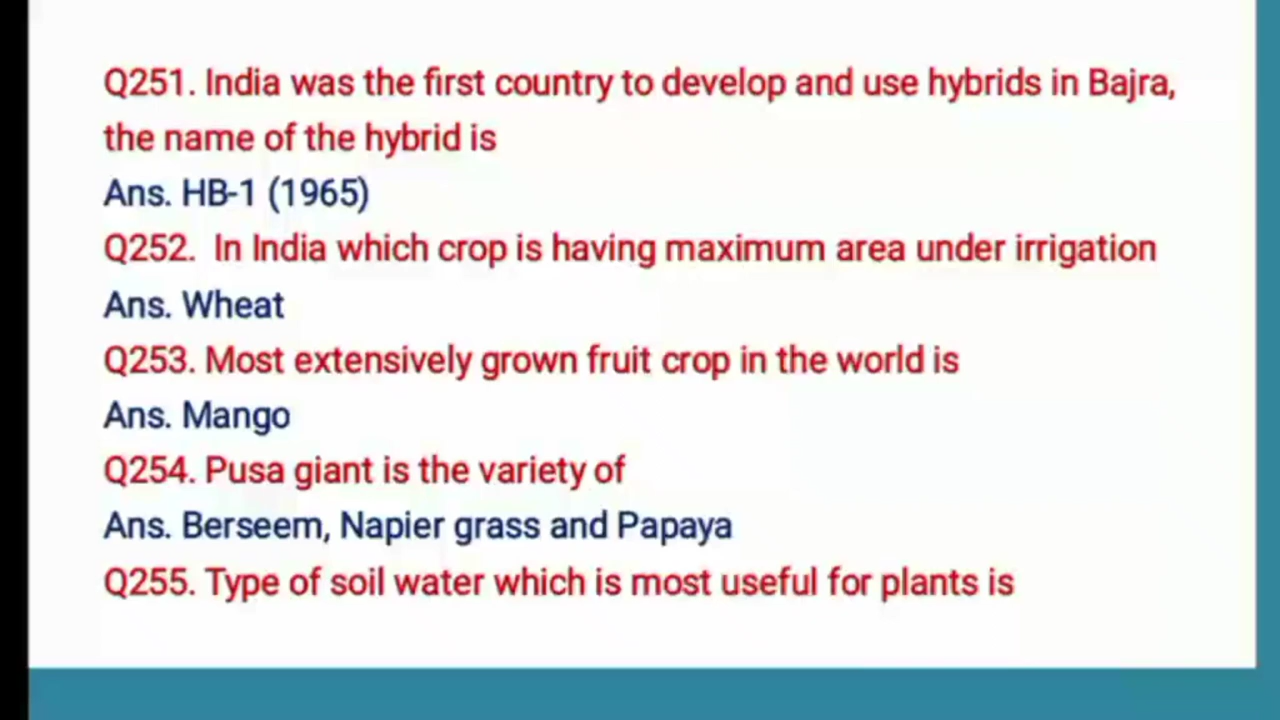 Q251. India was the first country to develop and use hybrids in Bajra,
the name of the hybrid is
Ans. HB-1 (1965)
Q252. In India which crop is having maximum area under irrigation
Ans. Wheat
Q253. Most extensively grown fruit crop in the world is
Ans. Mango
Q254. Pusa giant is the variety of
Ans. Berseem, Napier grass and Papaya
Q255. Type of soil water which is most useful for plants is